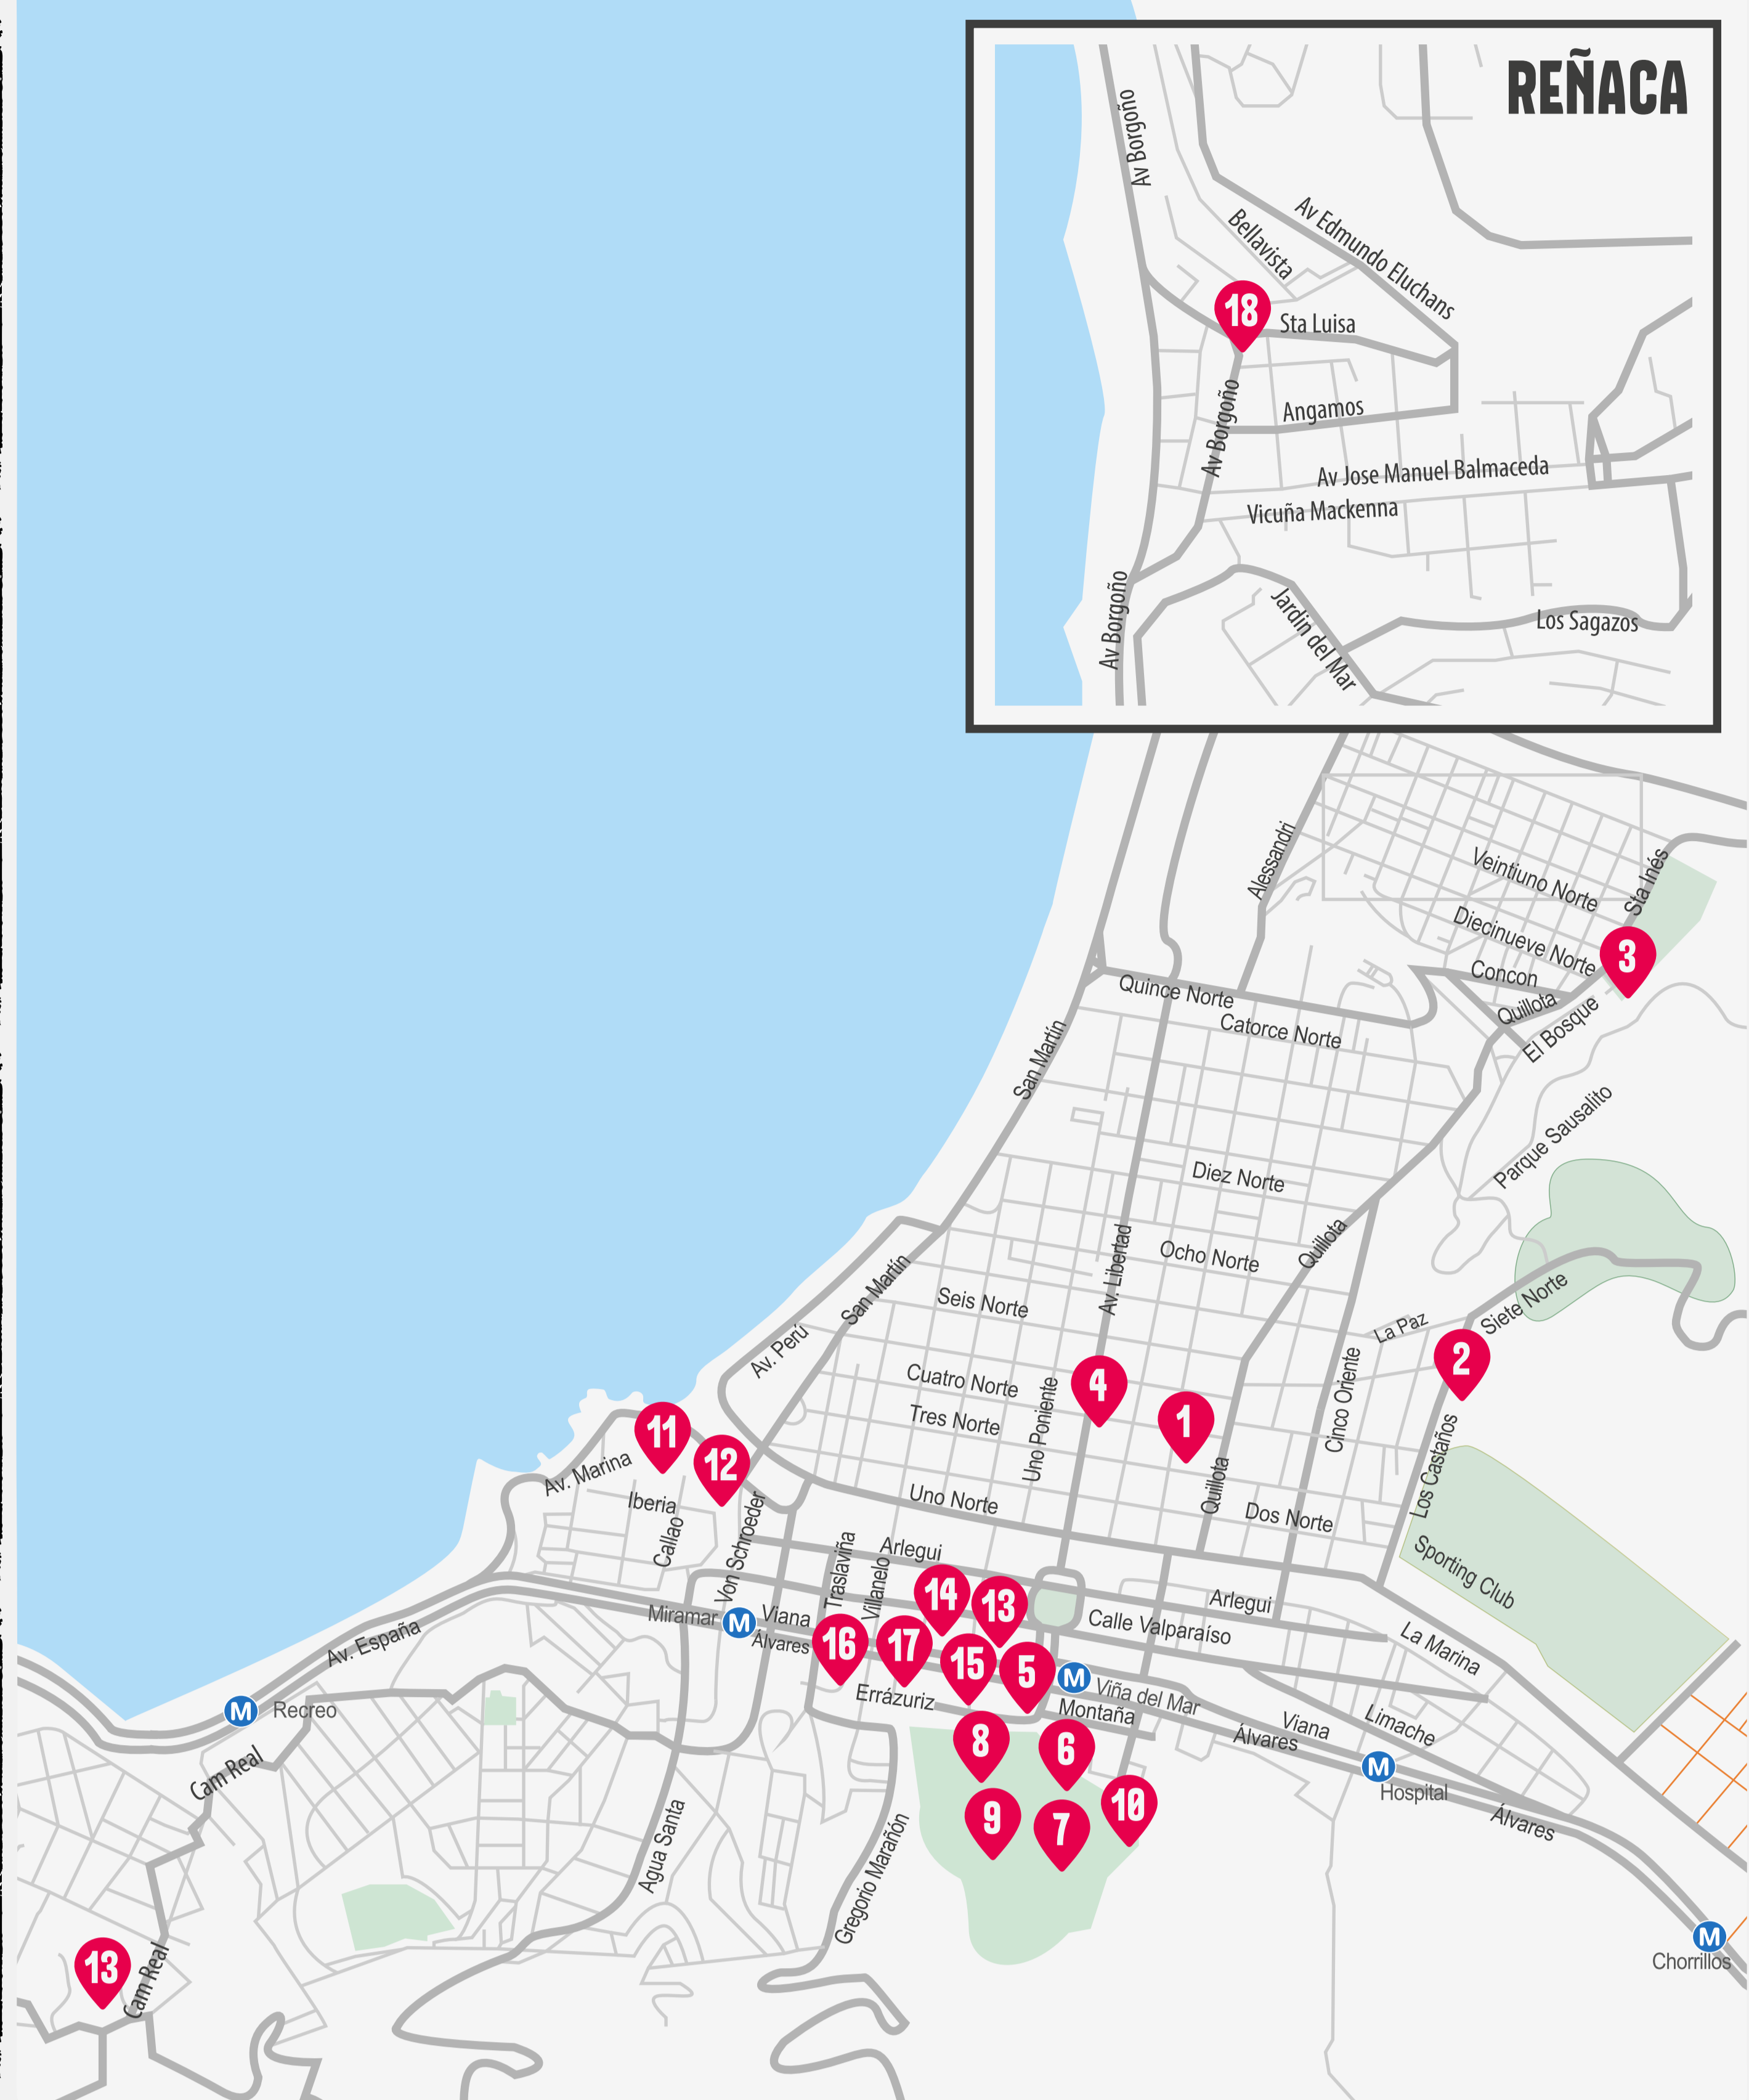 REÑACA
Av Borgoño
Av Edmundo Eluchans
Bellavista
18
Sta Luisa
Av Borgoño
Angamos
Av Jose Manuel Balmaceda
Vicuña Mackenna
Av Borgoño
Jardin del Mar
Los Sagazos
Alessandri
Veintiuno Norte
Sta Inés
Diecinueve Norte
3
Concon
Quillota
El Bosque
Quince Norte
Catorce Norte
San Martín
Parque Sausalito
Diez Norte
Quillota
Av. Libertad
Ocho Norte
San Martín
Seis Norte
Siete Norte
La Paz
Av. Perú
2
Cuatro Norte
4
Cinco Oriente
Tres Norte
Uno Poniente
1
11
12
Los Castaños
Av. Marina
Quillota
Iberia
Uno Norte
Dos Norte
Callao
Von Schroeder
Arlegui
Traslaviña
Villanelo
Sporting Club
14
13
Arlegui
Miramar
M
Viana
Álvares
Calle Valparaíso
La Marina
Av. España
16
17
15
5
M
Viña del Mar
Errázuriz
Montaña
M
Recreo
Viana
Limache
Álvares
8
6
Cam Real
M
Hospital
10
9
7
Álvares
Agua Santa
Gregorio Marañón
M
Chorrillos
13
Cam Real